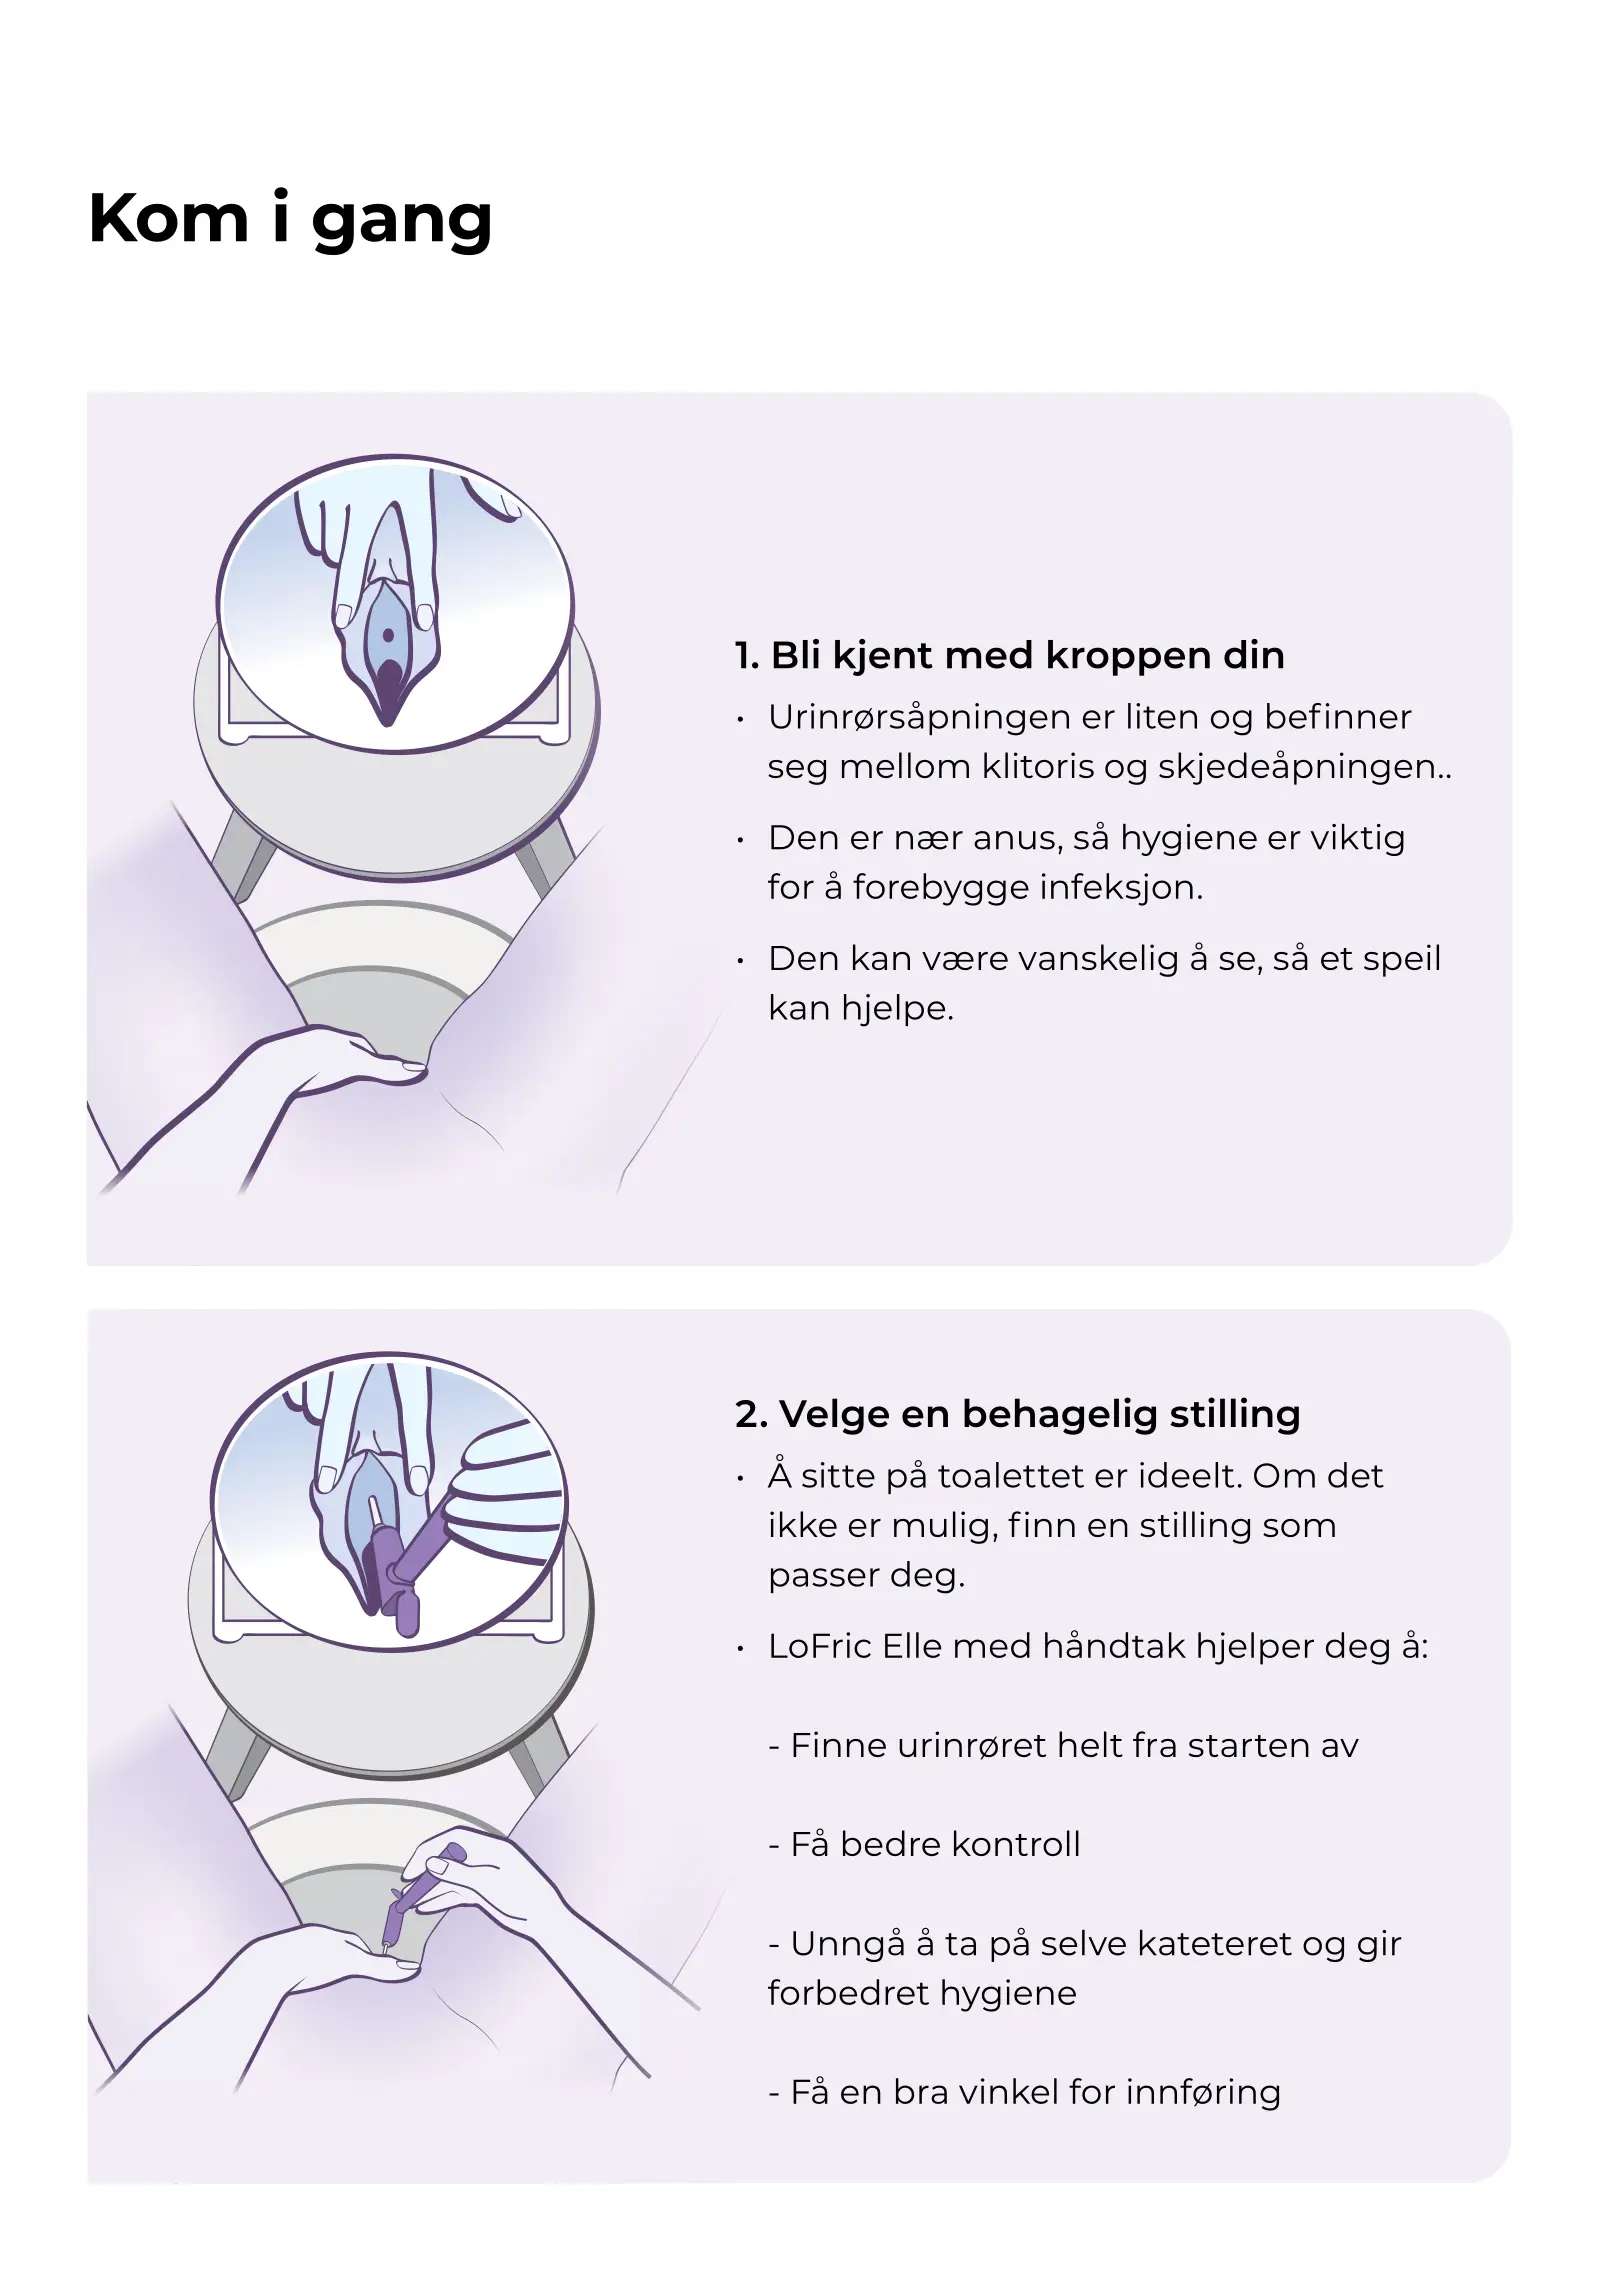 Kom i gang
1. Bli kjent med kroppen din
• Urinrørsåpningen er liten og befinner
seg mellom klitoris og skjedeåpningen..
• Den er nær anus, så hygiene er viktig
for å forebygge infeksjon.
• Den kan være vanskelig å se, så et speil
kan hjelpe.
2. Velge en behagelig stilling
• Å sitte på toalettet er ideelt. Om det
ikke er mulig, finn en stilling som
passer deg.
• LoFric Elle med håndtak hjelper deg å:
- Finne urinrøret helt fra starten av
- Få bedre kontroll
- Unngå å ta på selve kateteret og gir
forbedret hygiene
- Få en bra vinkel for innføring